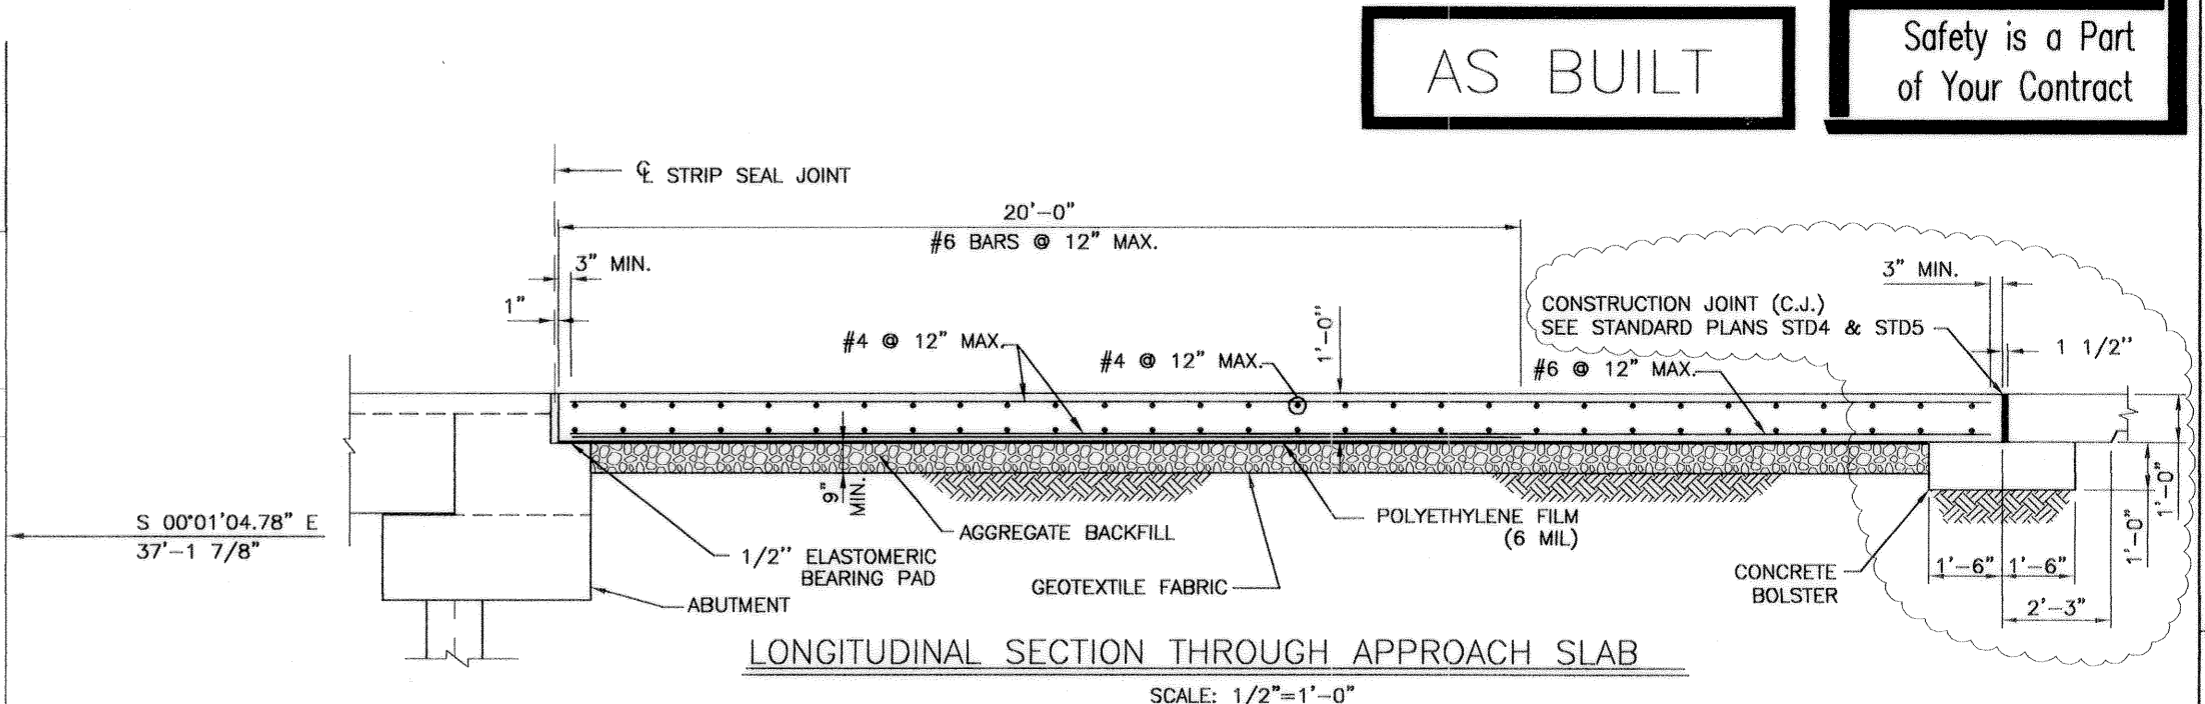 AS BUILT
Safety is a Part
of Your Contract
℄ STRIP SEAL JOINT
20'-0"
#6 BARS @ 12" MAX.
3" MIN.
3" MIN.
1"
CONSTRUCTION JOINT (C.J.)
SEE STANDARD PLANS STD4 & STD5
1'-0"
#4 @ 12" MAX.
#4 @ 12" MAX.
#6 @ 12" MAX.
1 1/2"
9"
MIN.
1'-0"
1'-0"
S 00°01'04.78" E
37'-1 7/8"
1/2" ELASTOMERIC
BEARING PAD
ABUTMENT
AGGREGATE BACKFILL
GEOTEXTILE FABRIC
POLYETHYLENE FILM
(6 MIL)
CONCRETE
BOLSTER
1'-6"
1'-6"
2'-3"
LONGITUDINAL SECTION THROUGH APPROACH SLAB
SCALE: 1/2"=1'-0"